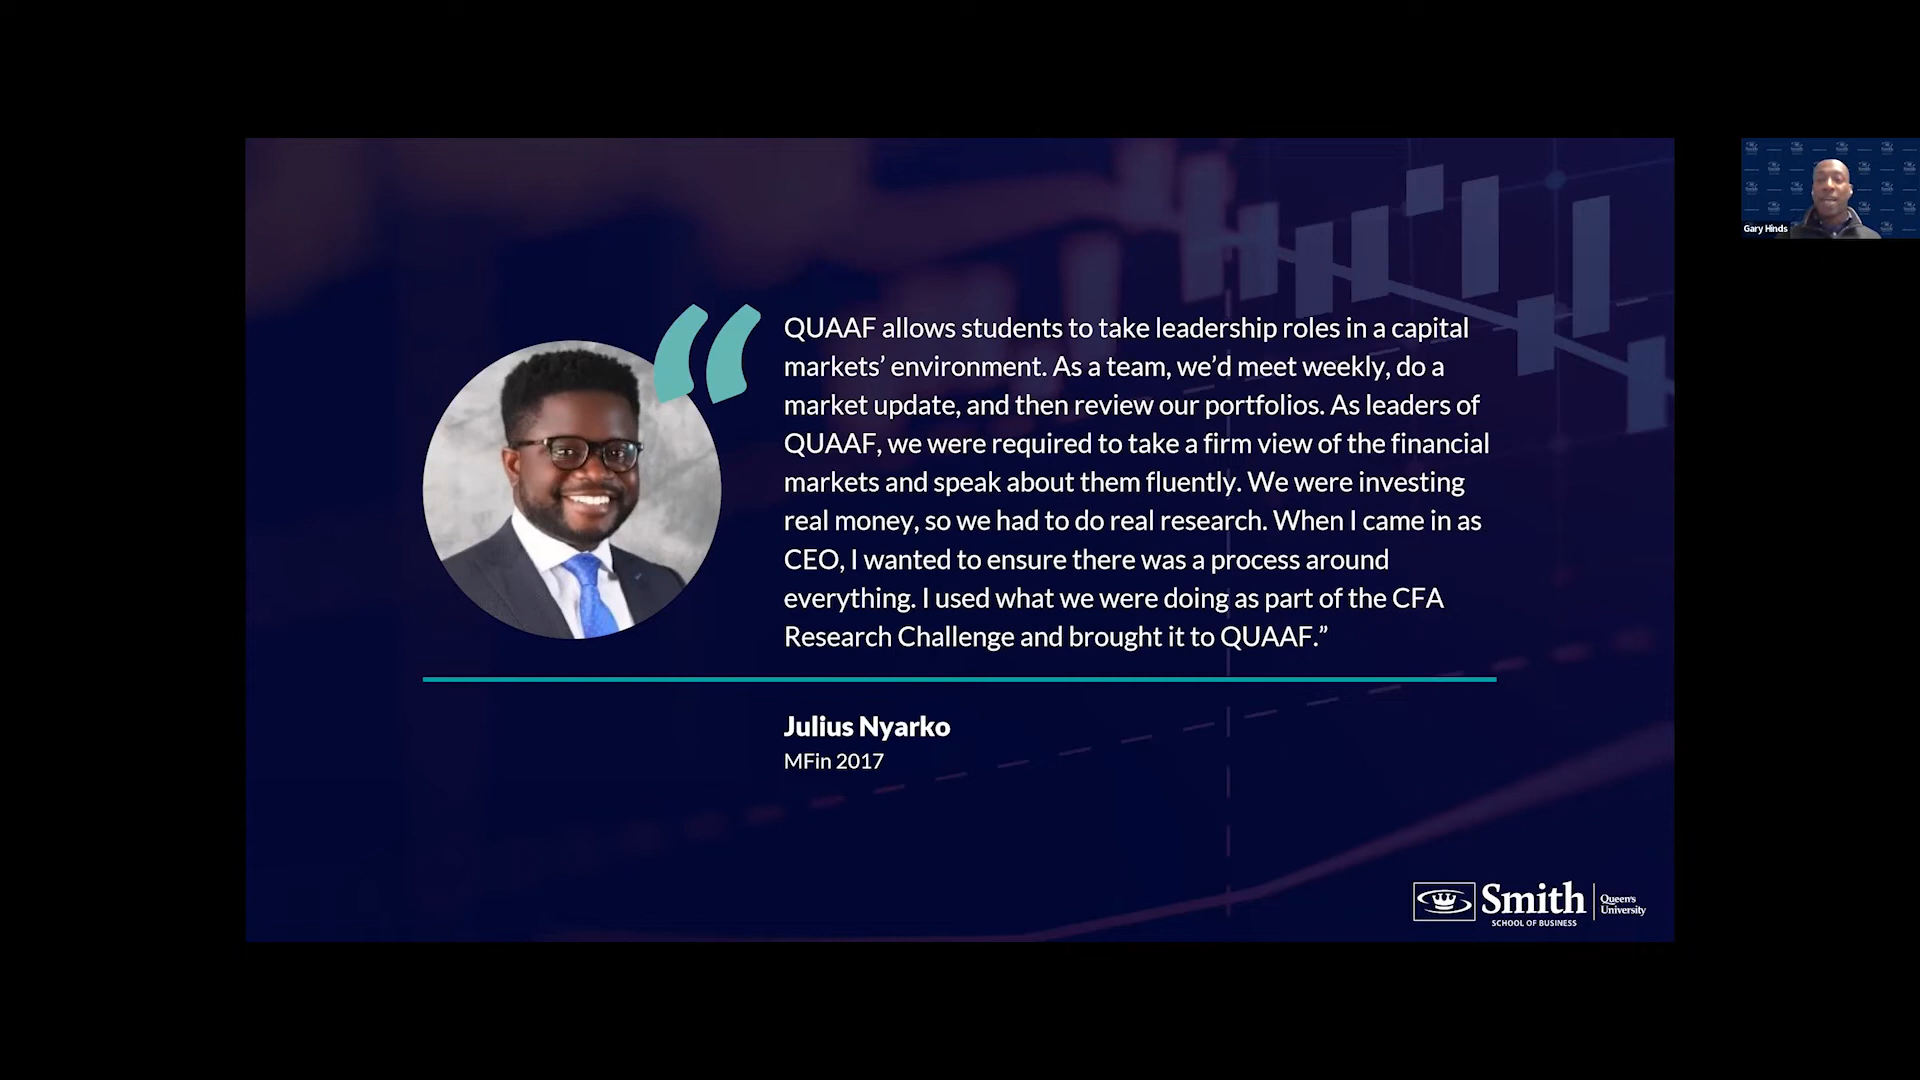 QUAAF allows students to take leadership roles in a capital
markets’ environment. As a team, we’d meet weekly, do a
market update, and then review our portfolios. As leaders of
QUAAF, we were required to take a firm view of the financial
markets and speak about them fluently. We were investing
real money, so we had to do real research. When I came in as
CEO, I wanted to ensure there was a process around
everything. I used what we were doing as part of the CFA
Research Challenge and brought it to QUAAF.”
Julius Nyarko
MFin 2017
Gary Hinds
Smith
SCHOOL OF BUSINESS
Queen's
University